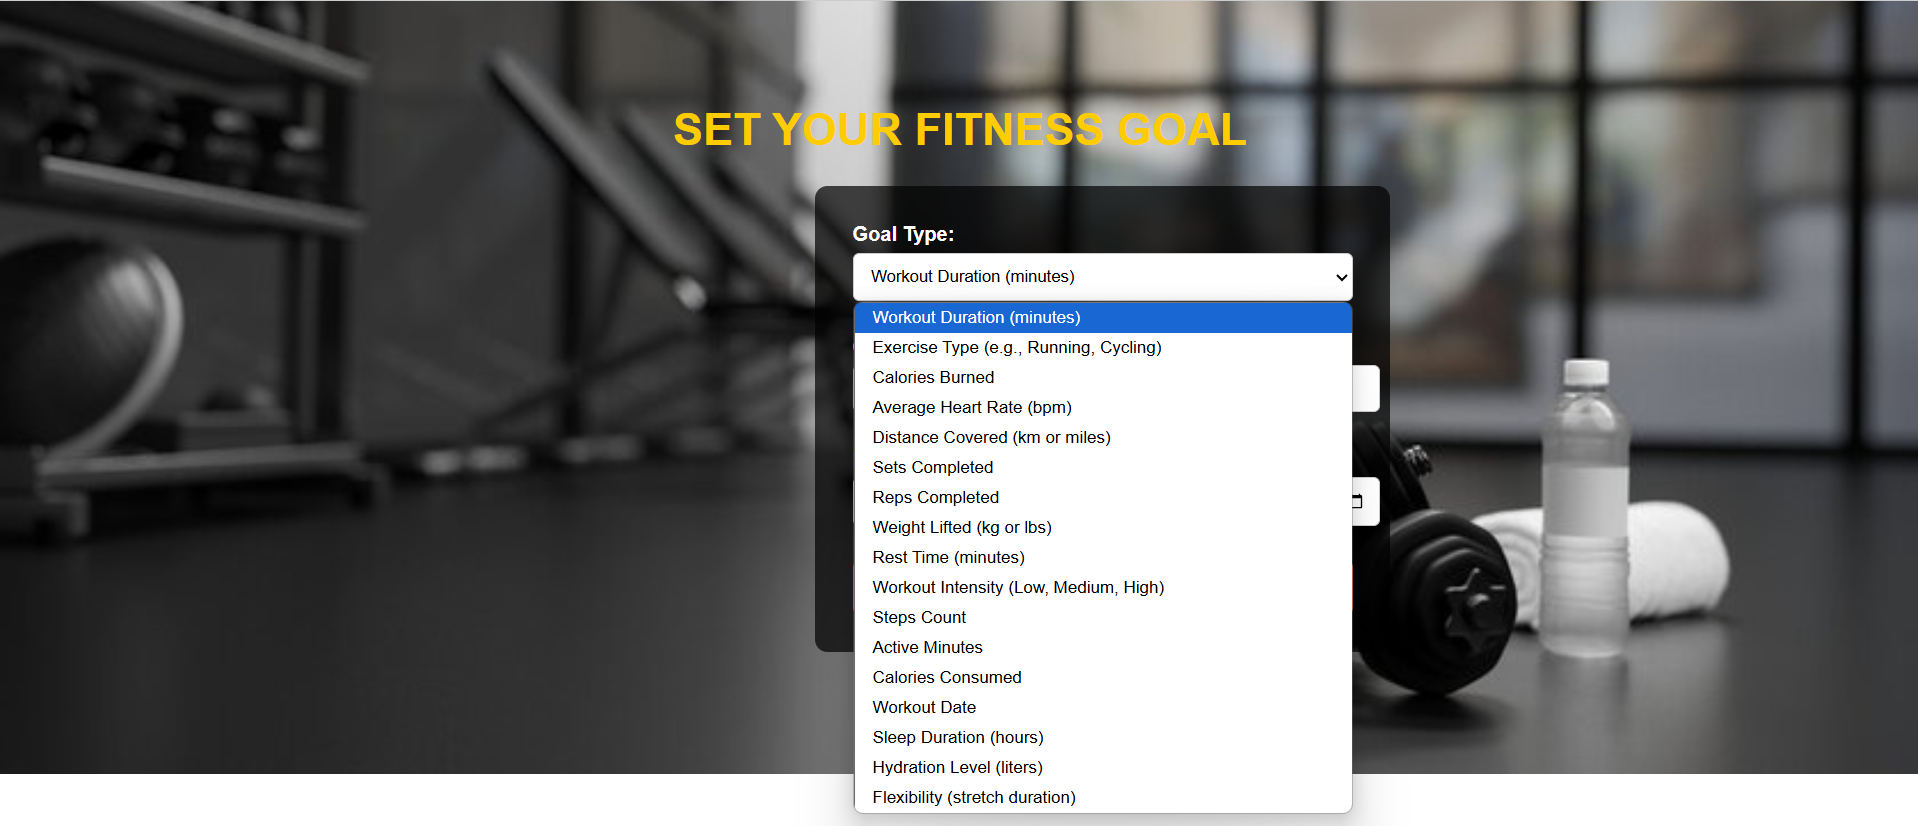 SET YOUR FITNESS GOAL
Goal Type:
Workout Duration (minutes)
Workout Duration (minutes)
Exercise Type (e.g., Running, Cycling)
Calories Burned
Average Heart Rate (bpm)
Distance Covered (km or miles)
Sets Completed
Reps Completed
Weight Lifted (kg or lbs)
Rest Time (minutes)
Workout Intensity (Low, Medium, High)
Steps Count
Active Minutes
Calories Consumed
Workout Date
Sleep Duration (hours)
Hydration Level (liters)
Flexibility (stretch duration)